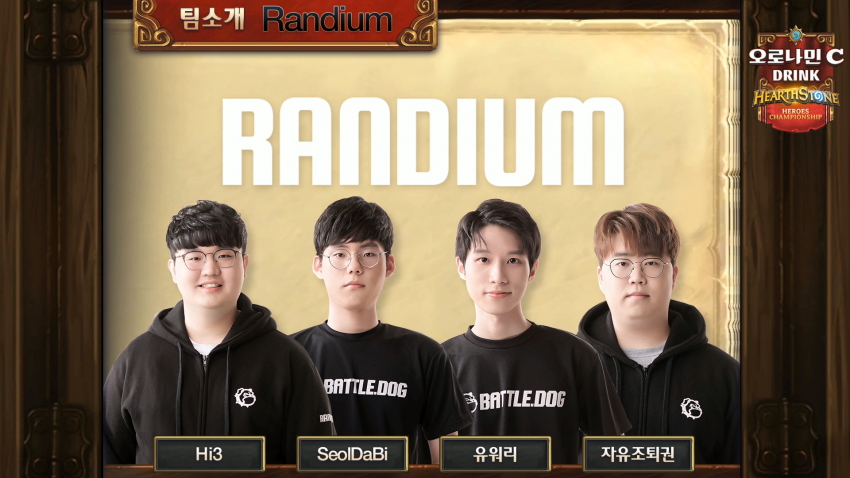 팀소개 Randium
오로나민 C
DRINK
HEARTHSTONE
HEROES
CHAMPIONSHIP
RANDIUM
BATTLE.DOG
BATTLE.DOG
Hi3
SeolDaBi
유워리
자유조퇴권